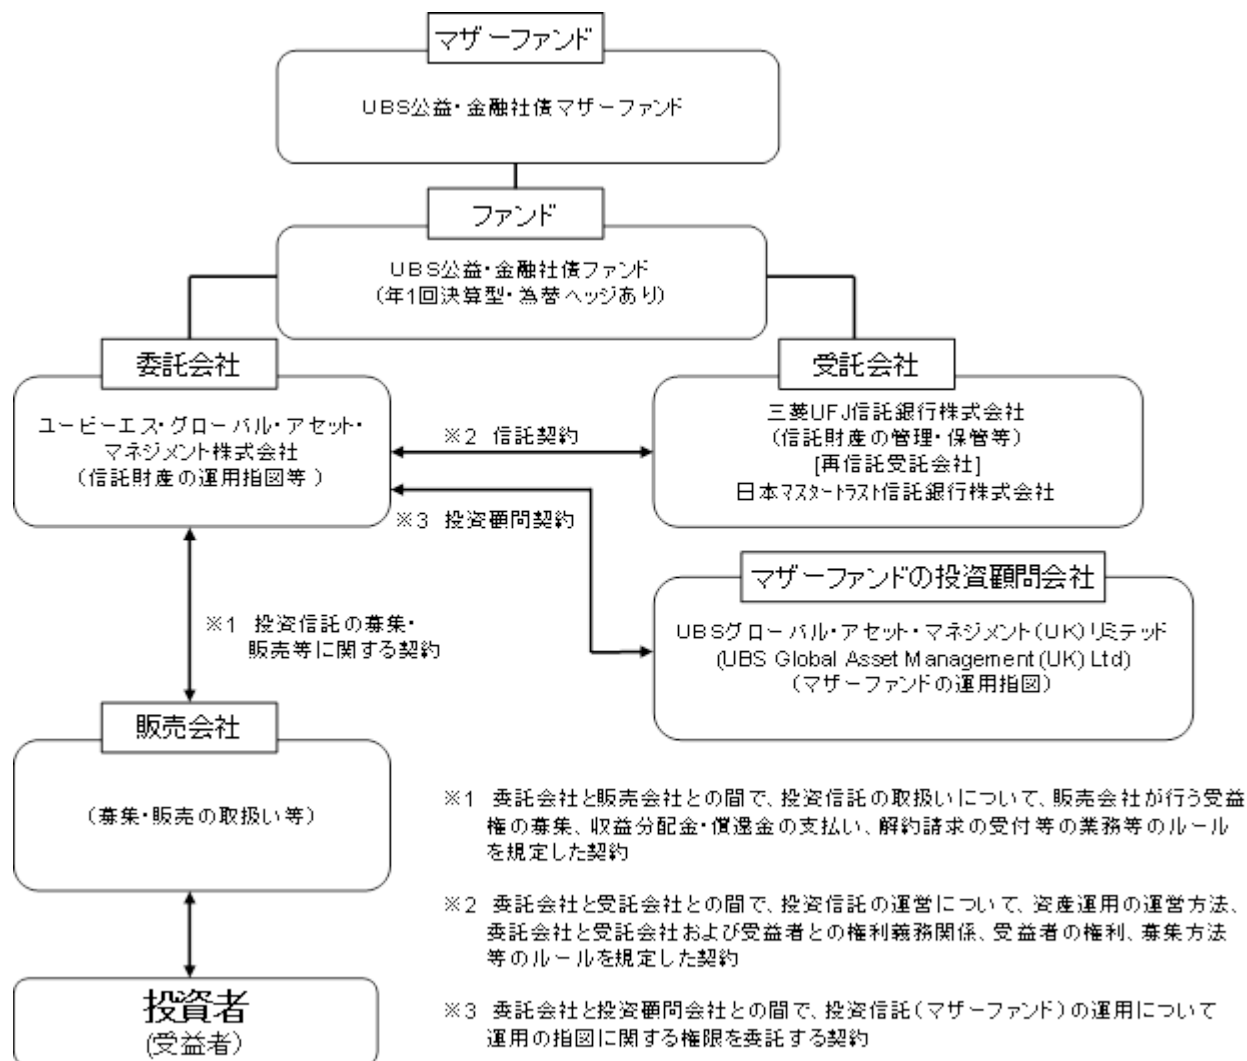 マザーファンド
UBS公益・金融社債マザーファンド
ファンド
UBS公益・金融社債ファンド
(年1回決算型・為替ヘッジあり)
委託会社
ユービーエス・グローバル・アセット・
マネジメント株式会社
(信託財産の運用指図等)
受託会社
三菱UFJ信託銀行株式会社
(信託財産の管理・保管等)
[再信託受託会社]
日本マスタートラスト信託銀行株式会社
※2 信託契約
※3 投資顧問契約
マザーファンドの投資顧問会社
UBSグローバル・アセット・マネジメント(UK)リミテッド
(UBS Global Asset Management (UK) Ltd)
(マザーファンドの運用指図)
※1 投資信託の募集・
販売等に関する契約
販売会社
(募集・販売の取扱い等)
投資者
(受益者)
※1 委託会社と販売会社との間で、投資信託の取扱いについて、販売会社が行う受益
権の募集、収益分配金・償還金の支払い、解約請求の受付等の業務等のルール
を規定した契約
※2 委託会社と受託会社との間で、投資信託の運営について、資産運用の運営方法、
委託会社と受託会社および受益者との権利義務関係、受益者の権利、募集方法
等のルールを規定した契約
※3 委託会社と投資顧問会社との間で、投資信託(マザーファンド)の運用について
運用の指図に関する権限を委託する契約